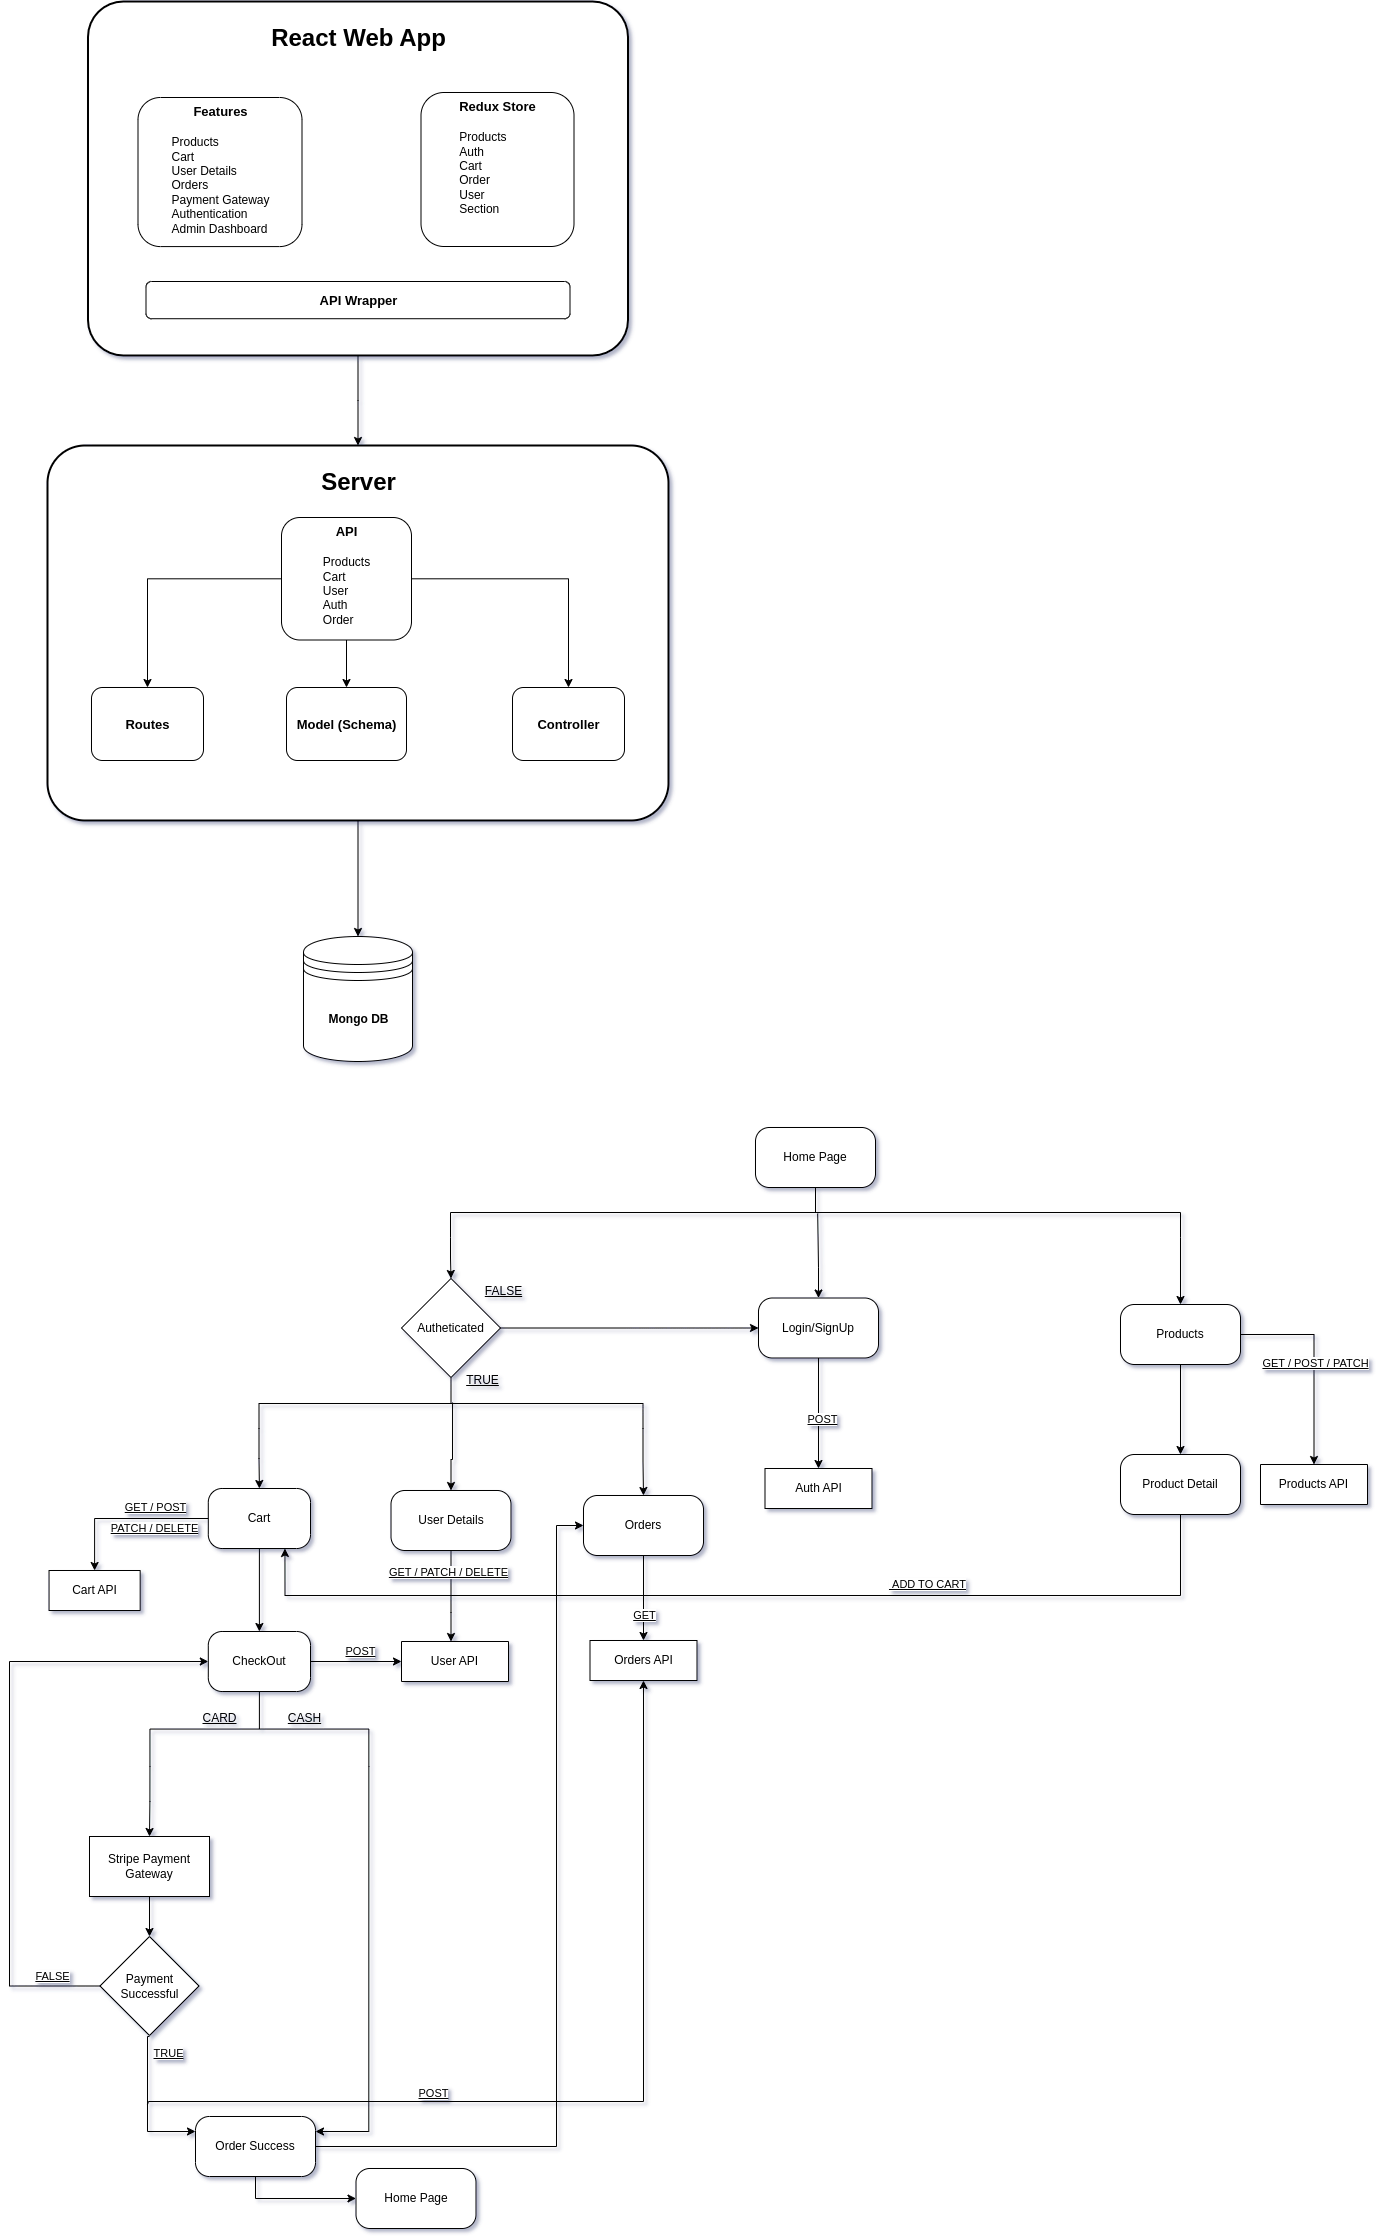 React Web App
Features
Products
Cart
User Details
Orders
Payment Gateway
Authentication
Admin Dashboard
Redux Store
Products
Auth
Cart
Order
User
Section
API Wrapper
Server
API
Products
Cart
User
Auth
Order
Routes
Model (Schema)
Controller
Mongo DB
Home Page
FALSE
Autheticated
Login/SignUp
Products
GET / POST / PATCH
TRUE
POST
Auth API
Product Detail
Products API
GET / POST
PATCH / DELETE
Cart
User Details
Orders
Cart API
GET / PATCH / DELETE
ADD TO CART
GET
CheckOut
POST
User API
Orders API
CARD
CASH
Stripe Payment
Gateway
FALSE
Payment
Successful
TRUE
POST
Order Success
Home Page